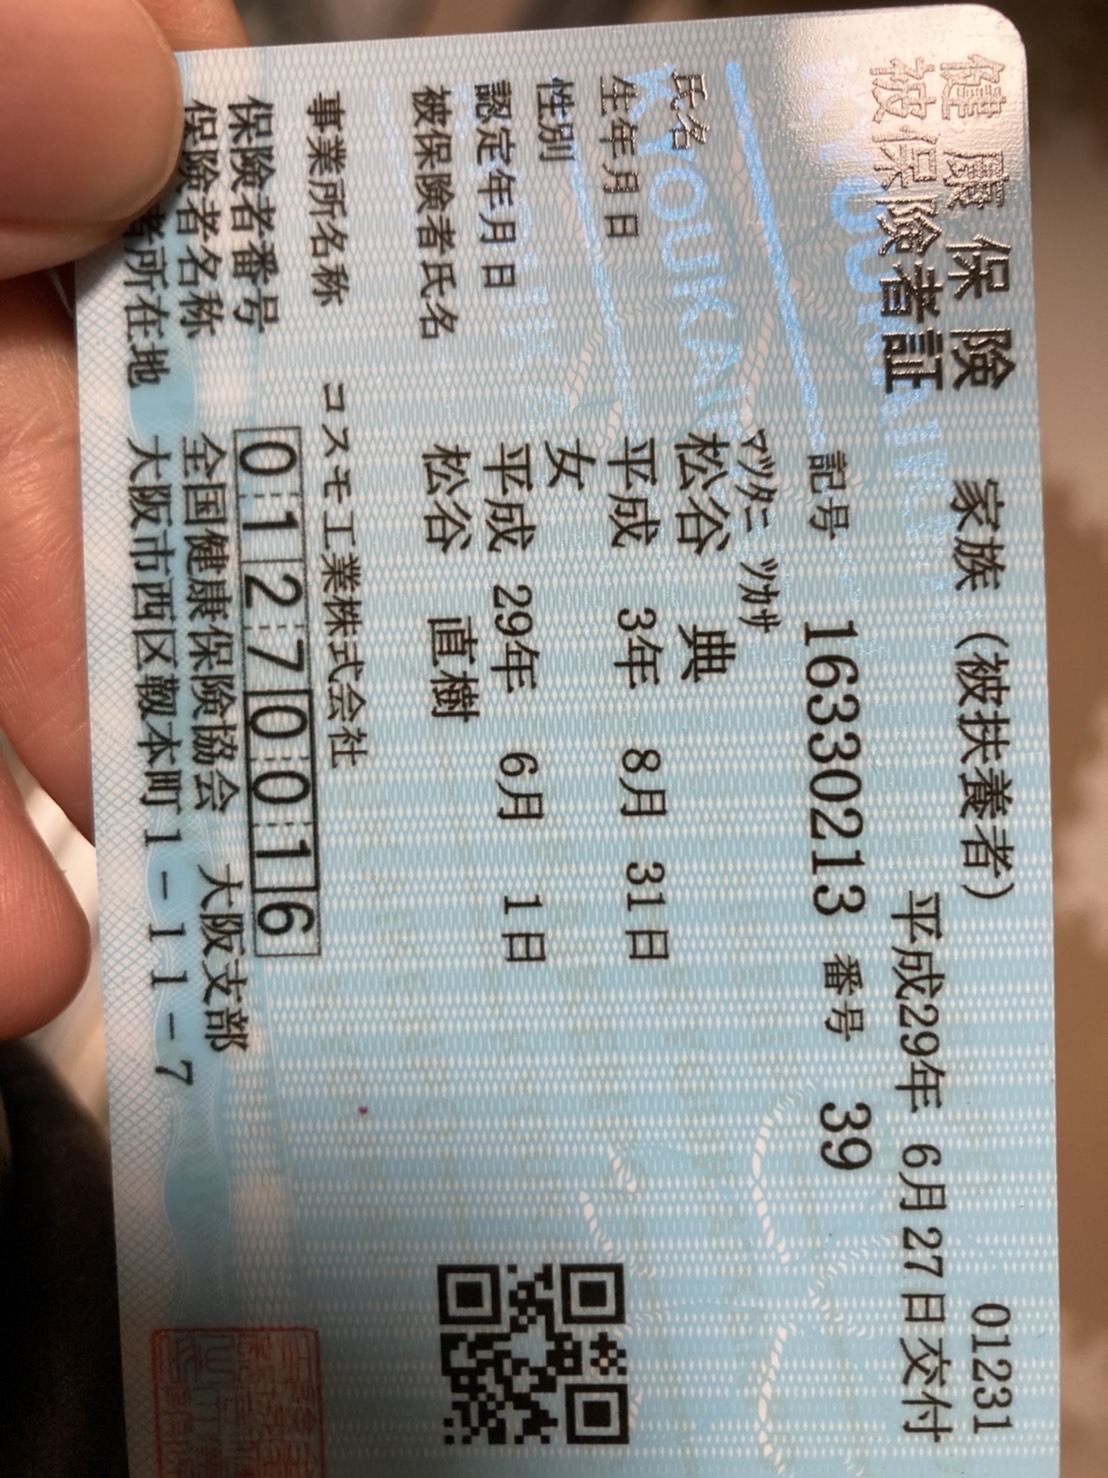 健康保険
被保険者証
家族（被扶養者）
01231
平成29年 6月27日交付
記号 16330213 番号 39
ﾏﾂﾀﾆ ﾂｶｻ
氏名 松谷 典
生年月日 平成 3年 8月 31日
性別 女
認定年月日 平成 29年 6月 1日
被保険者氏名 松谷 直樹
事業所名称 コスモ工業株式会社
保険者番号 01270016
保険者名称 全国健康保険協会 大阪支部
者所在地 大阪市西区靱本町1-11-7
KYOUKAI